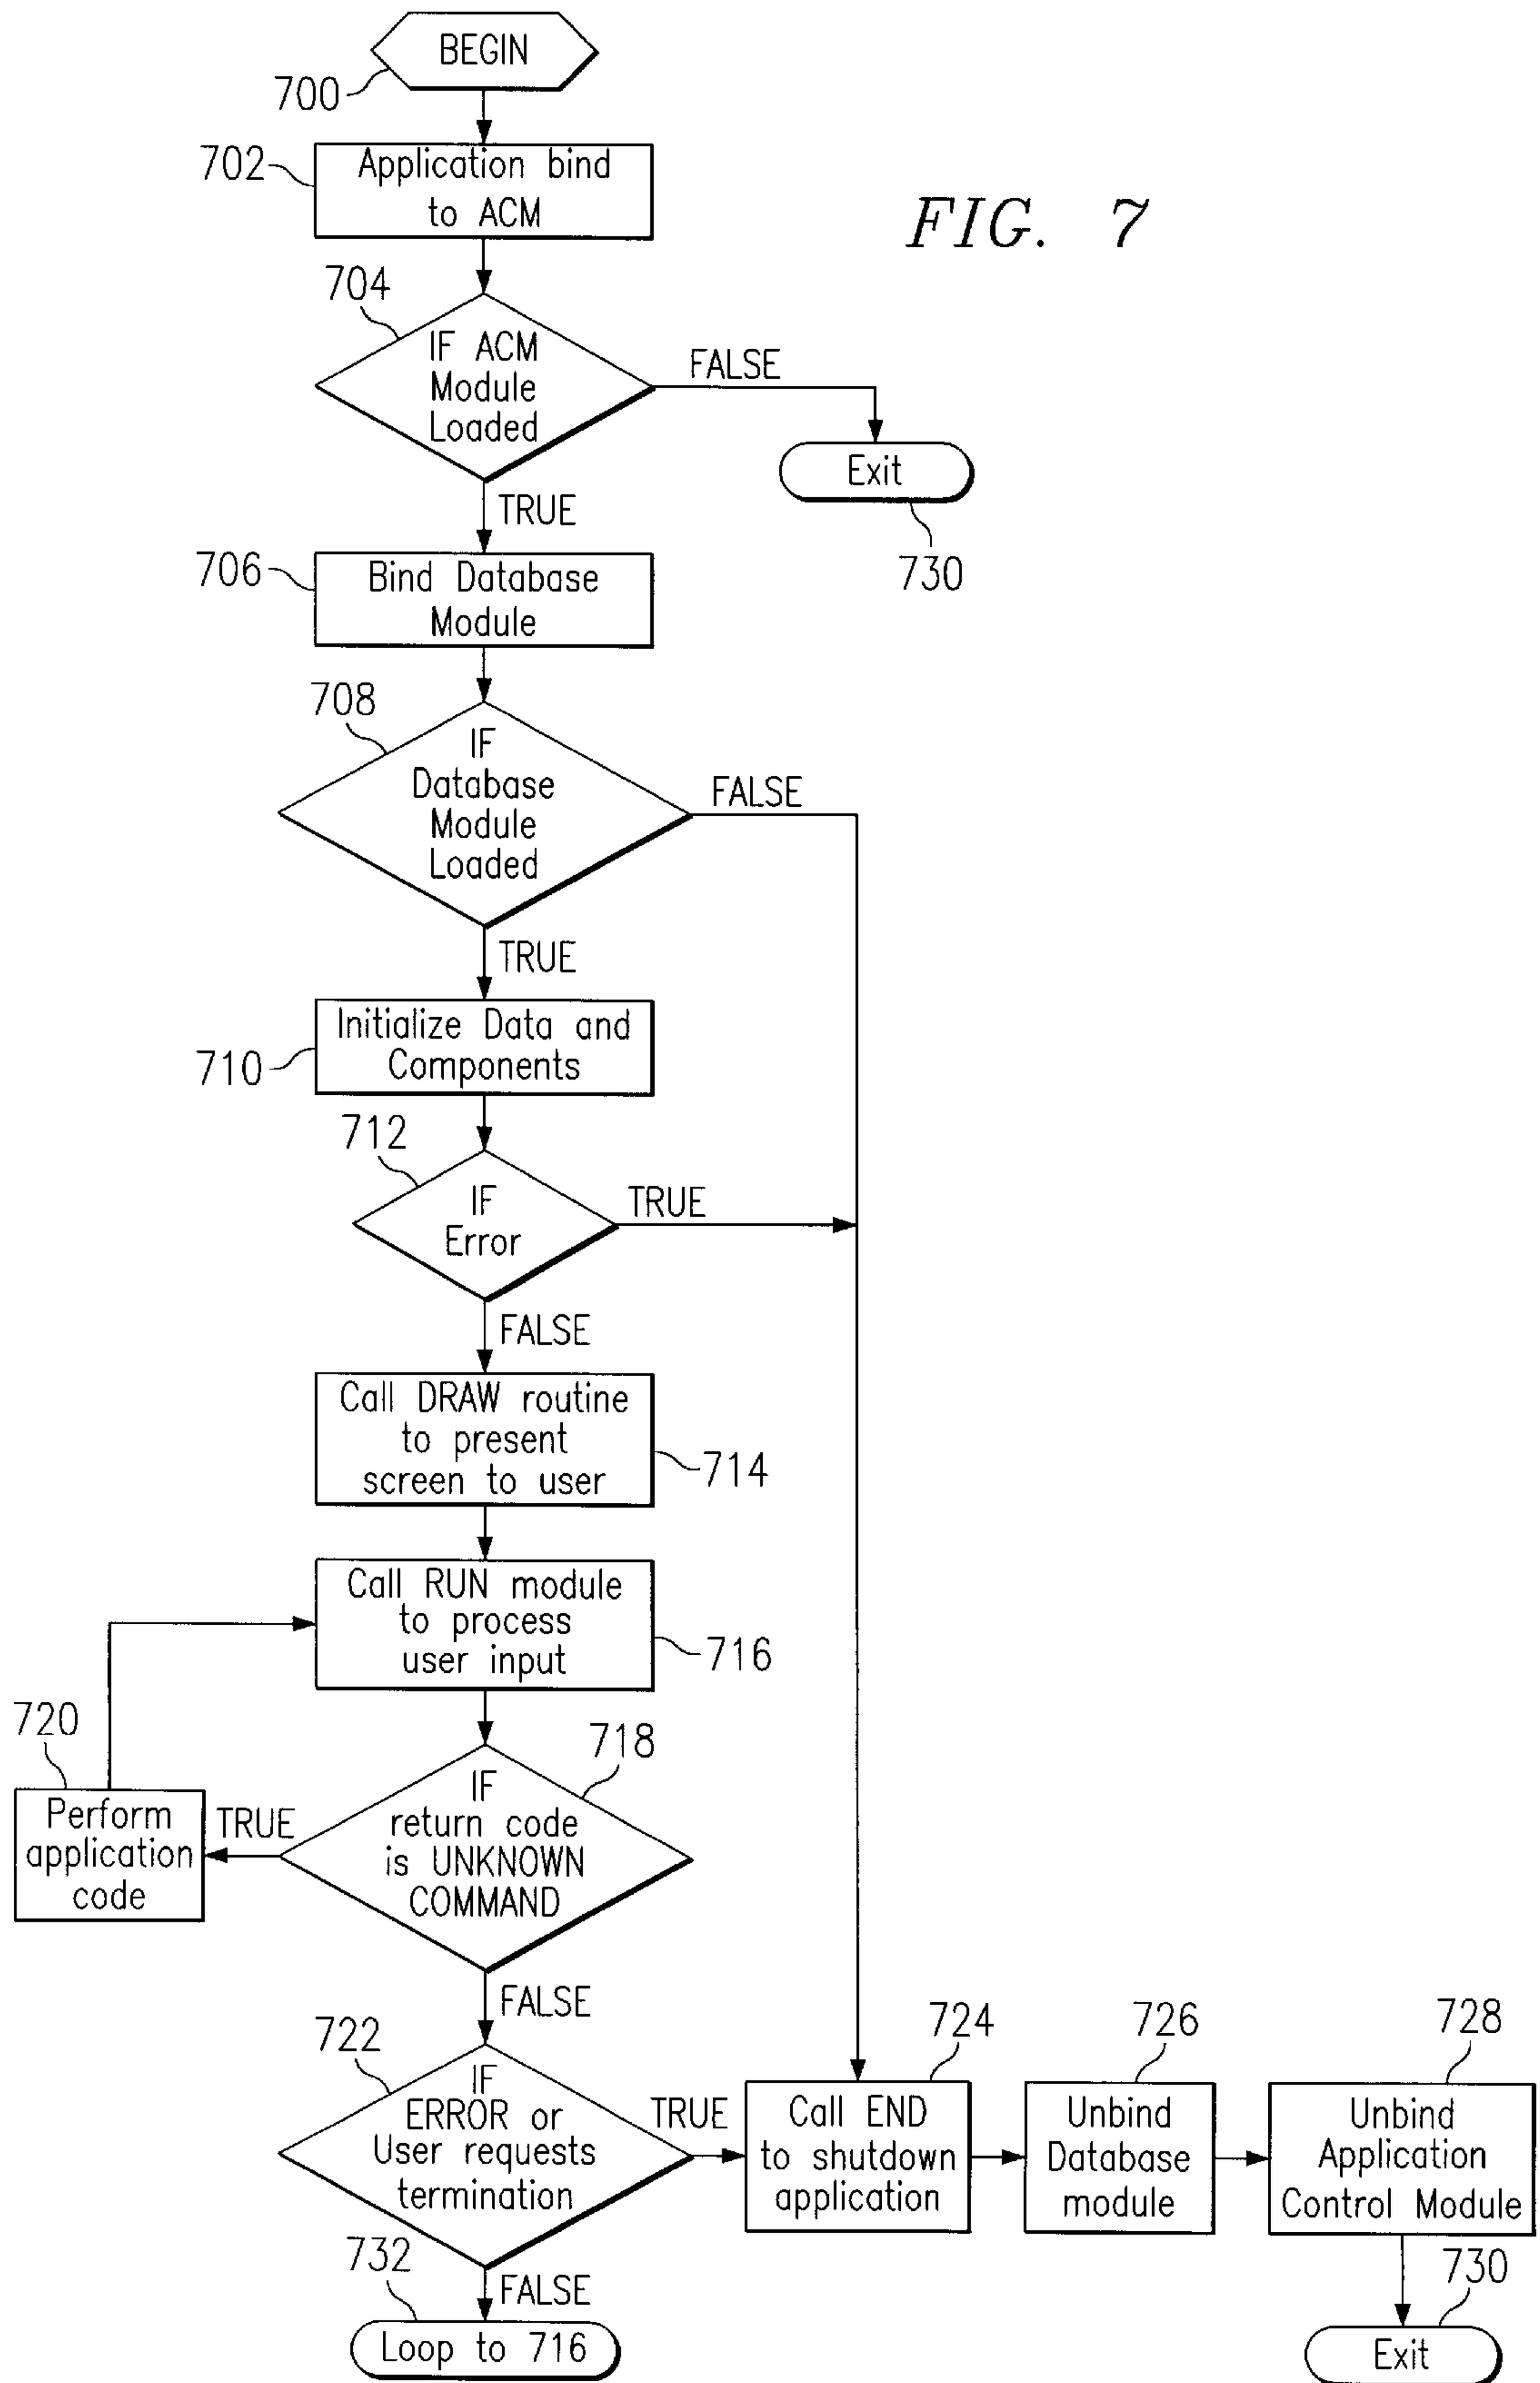 BEGIN
700
702
Application bind
to ACM
FIG. 7
704
IF ACM
Module
Loaded
FALSE
Exit
730
TRUE
706
Bind Database
Module
708
IF
Database
Module
Loaded
FALSE
TRUE
710
Initialize Data and
Components
712
IF
Error
TRUE
FALSE
Call DRAW routine
to present
screen to user
714
Call RUN module
to process
user input
716
718
IF
return code
is UNKNOWN
COMMAND
TRUE
720
Perform
application
code
FALSE
722
IF
ERROR or
User requests
termination
TRUE
724
Call END
to shutdown
application
726
Unbind
Database
module
728
Unbind
Application
Control Module
732
FALSE
Loop to 716
730
Exit